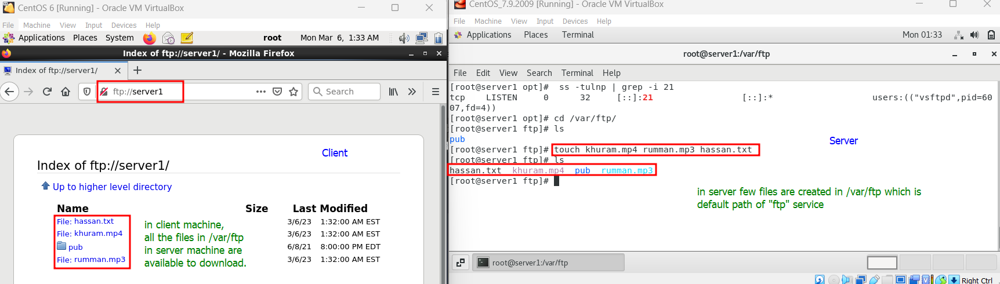 CentOS 6 [Running] - Oracle VM VirtualBox
File Machine View Input Devices Help
Applications Places System root Mon Mar 6, 1:33 AM
Index of ftp://server1/ - Mozilla Firefox
Index of ftp://server1/
ftp://server1
Search
Client
Index of ftp://server1/
Up to higher level directory
Name Size Last Modified
File: hassan.txt 3/6/23 1:32:00 AM EST
File: khuram.mp4 3/6/23 1:32:00 AM EST
pub 6/8/21 8:00:00 PM EDT
File: rumman.mp3 3/6/23 1:32:00 AM EST
in client machine,
all the files in /var/ftp
in server machine are
available to download.
CentOS_7.9.2009 [Running] - Oracle VM VirtualBox
File Machine View Input Devices Help
Applications Places Terminal Mon 01:33
root@server1:/var/ftp
File Edit View Search Terminal Help
[root@server1 opt]#  ss -tulnp | grep -i 21
tcp    LISTEN     0      32     [::]:21                 [::]:*                   users:(("vsftpd",pid=60
07,fd=4))
[root@server1 opt]# cd /var/ftp/
[root@server1 ftp]# ls
pub
[root@server1 ftp]# touch khuram.mp4 rumman.mp3 hassan.txt
[root@server1 ftp]# ls
hassan.txt  khuram.mp4  pub  rumman.mp3
[root@server1 ftp]#
Server
in server few files are created in /var/ftp which is
default path of "ftp" service
root@server1:/var/ftp
Right Ctrl